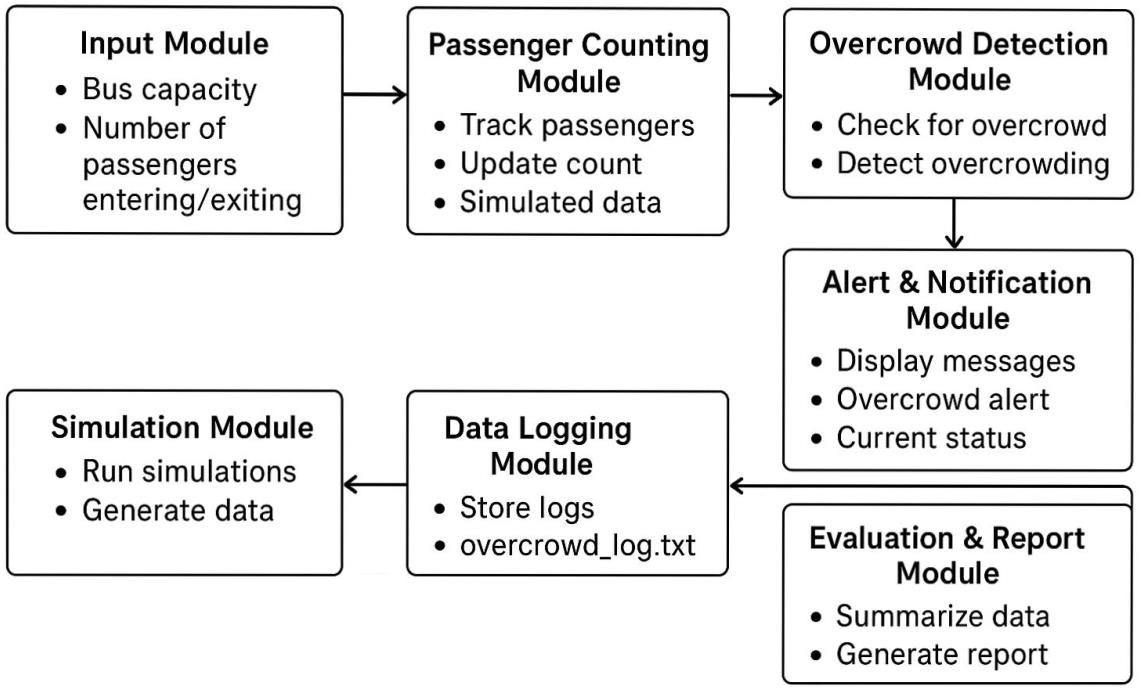 Input Module
• Bus capacity
• Number of
passengers
entering/exiting
Passenger Counting
Module
• Track passengers
• Update count
• Simulated data
Overcrowd Detection
Module
• Check for overcrowd
• Detect overcrowding
Alert & Notification
Module
• Display messages
• Overcrowd alert
• Current status
Simulation Module
• Run simulations
• Generate data
Data Logging
Module
• Store logs
• overcrowd_log.txt
Evaluation & Report
Module
• Summarize data
• Generate report